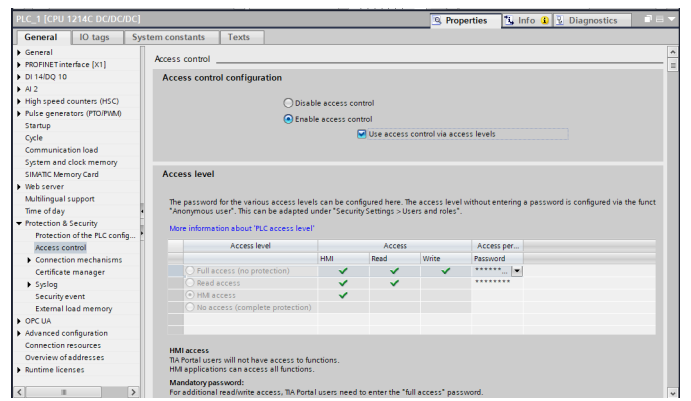 PLC_1 [CPU 1214C DC/DC/DC]
Properties
Info
Diagnostics
General
IO tags
System constants
Texts
General
PROFINET interface [X1]
DI 14/DQ 10
AI 2
High speed counters (HSC)
Pulse generators (PTO/PWM)
Startup
Cycle
Communication load
System and clock memory
SIMATIC Memory Card
Web server
Multilingual support
Time of day
Protection & Security
Protection of the PLC config...
Access control
Connection mechanisms
Certificate manager
Syslog
Security event
External load memory
OPC UA
Advanced configuration
Connection resources
Overview of addresses
Runtime licenses
Access control
Access control configuration
Disable access control
Enable access control
Use access control via access levels
Access level
The password for the various access levels can be configured here. The access level without entering a password is configured via the funct
"Anonymous user". This can be adapted under "Security Settings > Users and roles".
More information about 'PLC access level'
Access level Access Access per...
HMI Read Write Password
Full access (no protection) ******...
Read access ********
HMI access
No access (complete protection)
HMI access
TIA Portal users will not have access to functions.
HMI applications can access all functions.
Mandatory password:
For additional read/write access, TIA Portal users need to enter the "full access" password.